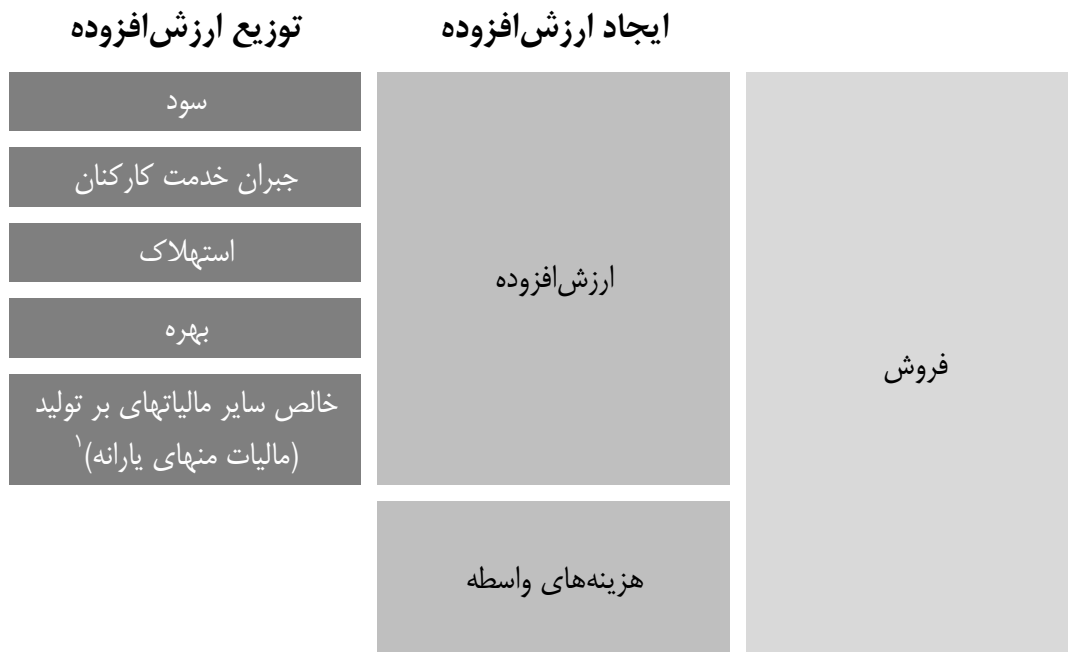 ایجاد ارزش‌افزوده
توزیع ارزش‌افزوده
فروش
ارزش‌افزوده
هزینه‌های واسطه
سود
جبران خدمت کارکنان
استهلاک
بهره
خالص سایر مالیاتهای بر تولید
(مالیات منهای یارانه)۱